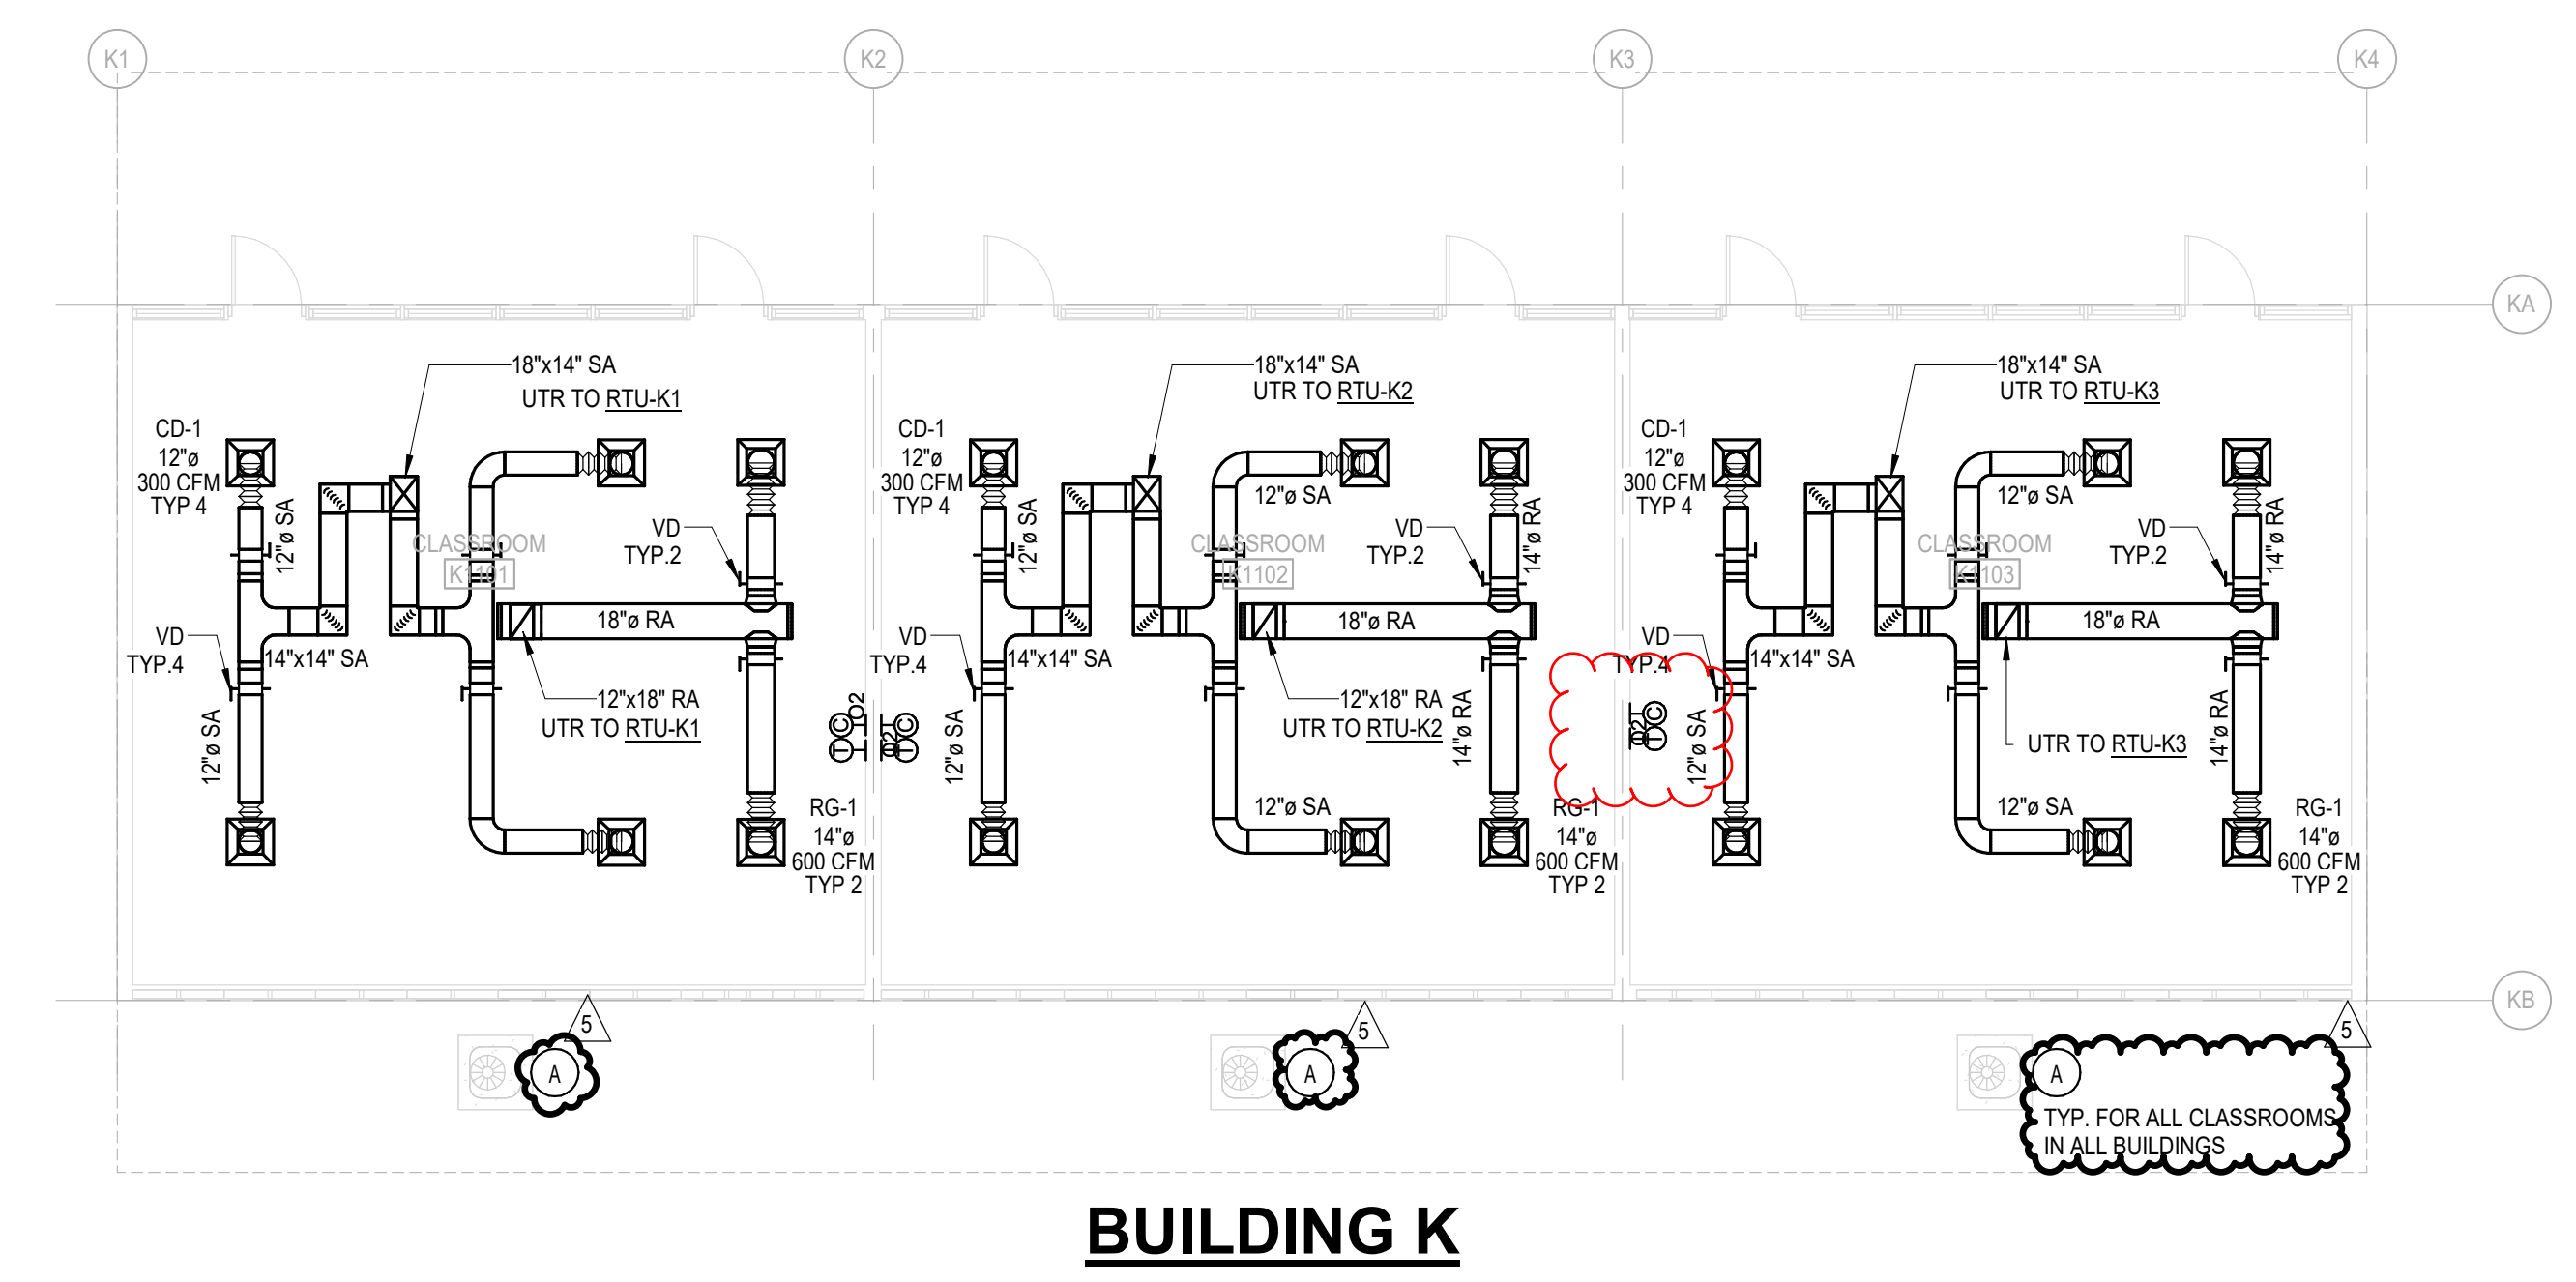 K1
K2
K3
K4
KA
18"x14" SA
UTR TO RTU-K1
CD-1
12"ø
300 CFM
TYP 4
12"ø SA
CLASSROOM
K1101
VD
TYP.2
18"ø RA
VD
TYP.4
14"x14" SA
12"x18" RA
UTR TO RTU-K1
12"ø SA
T
C
O2
RG-1
14"ø
600 CFM
TYP 2
18"x14" SA
UTR TO RTU-K2
CD-1
12"ø
300 CFM
TYP 4
12"ø SA
12"ø SA
CLASSROOM
K1102
VD
TYP.2
14"ø RA
18"ø RA
VD
TYP.4
14"x14" SA
12"x18" RA
UTR TO RTU-K2
T
C
O2
12"ø SA
14"ø RA
12"ø SA
RG-1
14"ø
600 CFM
TYP 2
18"x14" SA
UTR TO RTU-K3
CD-1
12"ø
300 CFM
TYP 4
12"ø SA
CLASSROOM
K1103
VD
TYP.2
14"ø RA
18"ø RA
VD
TYP.4
14"x14" SA
UTR TO RTU-K3
T
C
O2
12"ø SA
14"ø RA
12"ø SA
RG-1
14"ø
600 CFM
TYP 2
KB
5
A
5
A
5
A
TYP. FOR ALL CLASSROOMS
IN ALL BUILDINGS
BUILDING K